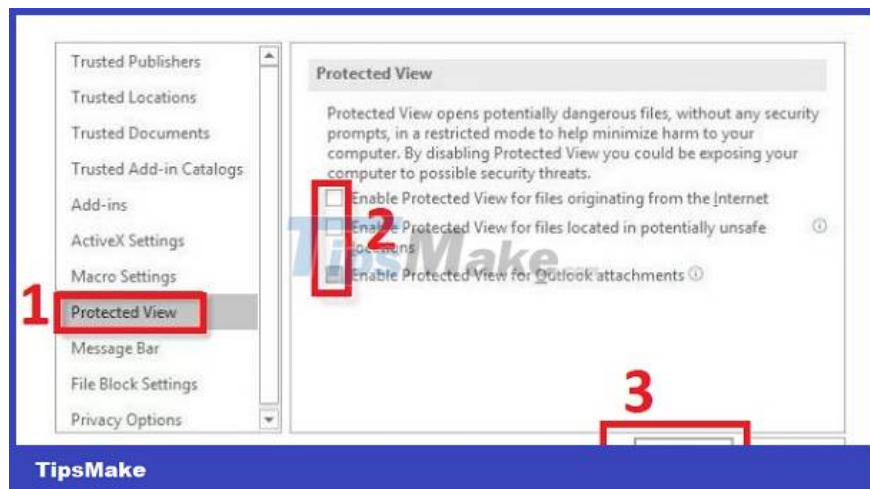 Trusted Publishers
Trusted Locations
Trusted Documents
Trusted Add-in Catalogs
Add-ins
ActiveX Settings
Macro Settings
1
Protected View
Message Bar
File Block Settings
Privacy Options
Protected View
Protected View opens potentially dangerous files, without any security
prompts, in a restricted mode to help minimize harm to your
computer. By disabling Protected View you could be exposing your
computer to possible security threats.
Enable Protected View for files originating from the Internet
2
Enable Protected View for files located in potentially unsafe
locations
TipsMake
Enable Protected View for Outlook attachments
3
TipsMake